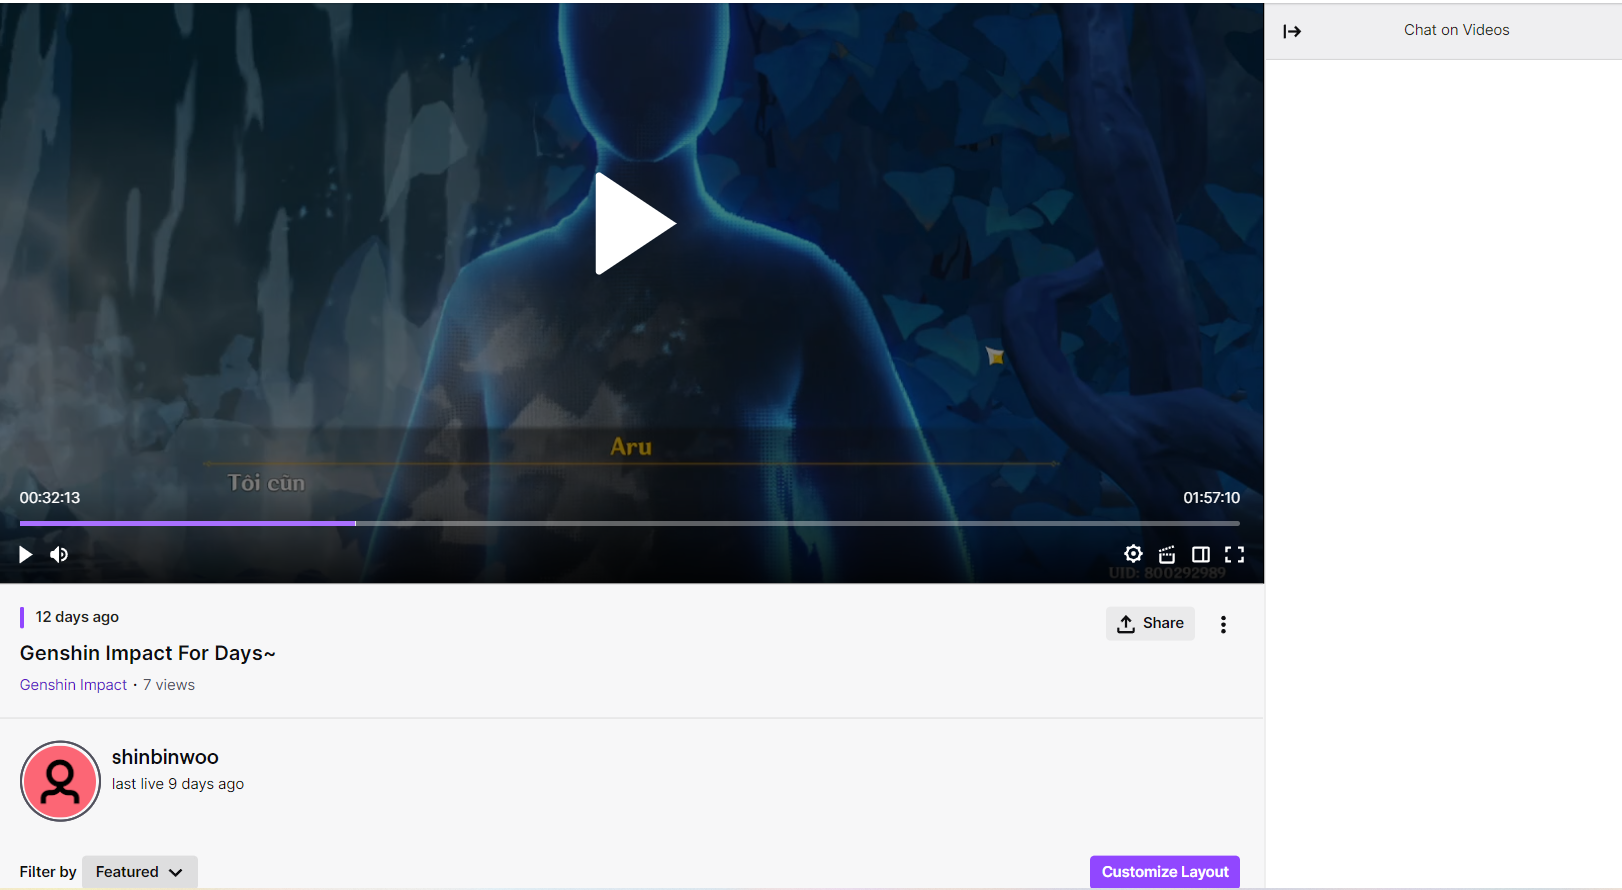 Chat on Videos
Aru
Tôi cũn
00:32:13
01:57:10
UID: 800292989
12 days ago
Share
Genshin Impact For Days~
Genshin Impact • 7 views
shinbinwoo
last live 9 days ago
Filter by Featured
Customize Layout